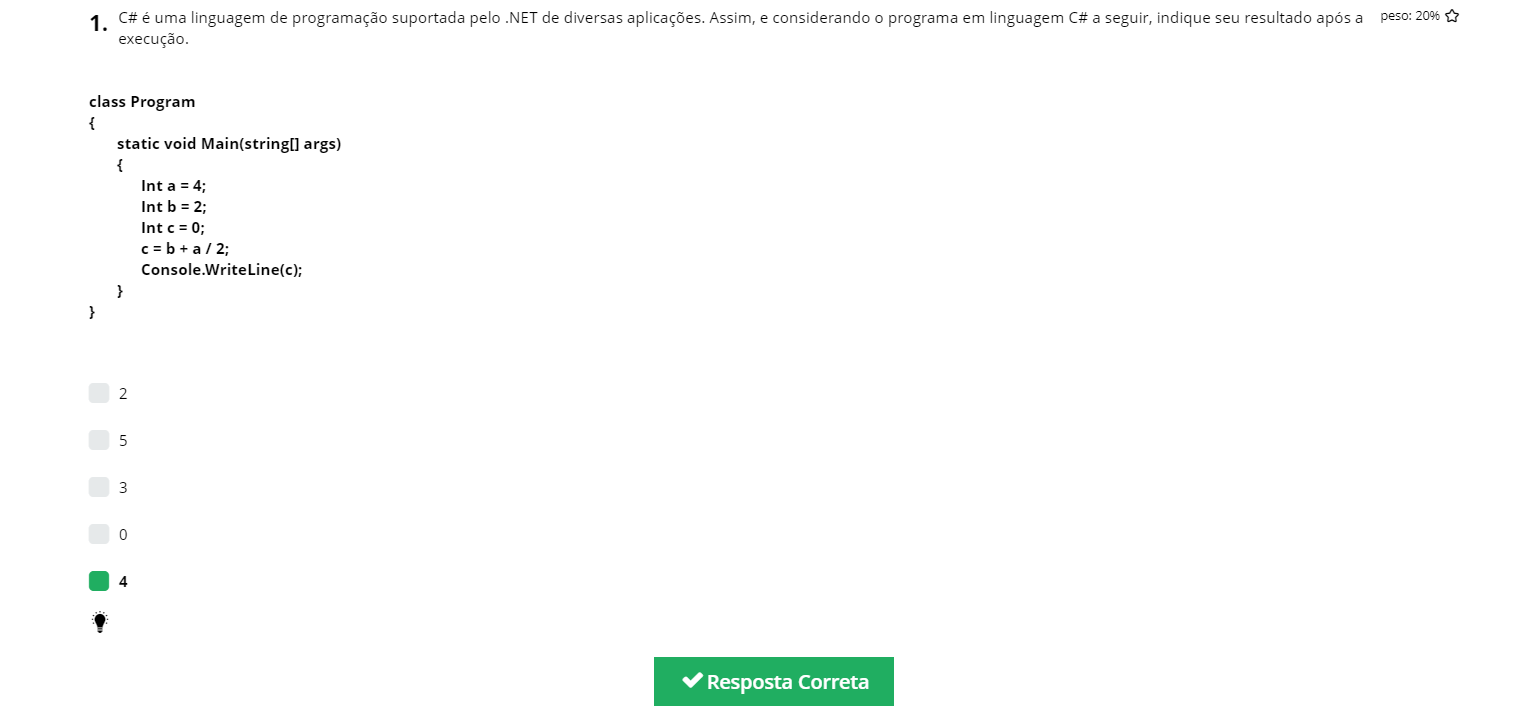 1. C# é uma linguagem de programação suportada pelo .NET de diversas aplicações. Assim, e considerando o programa em linguagem C# a seguir, indique seu resultado após a peso: 20%
execução.
class Program
{
static void Main(string[] args)
{
Int a = 4;
Int b = 2;
Int c = 0;
c = b + a / 2;
Console.WriteLine(c);
}
}
2
5
3
0
4
Resposta Correta